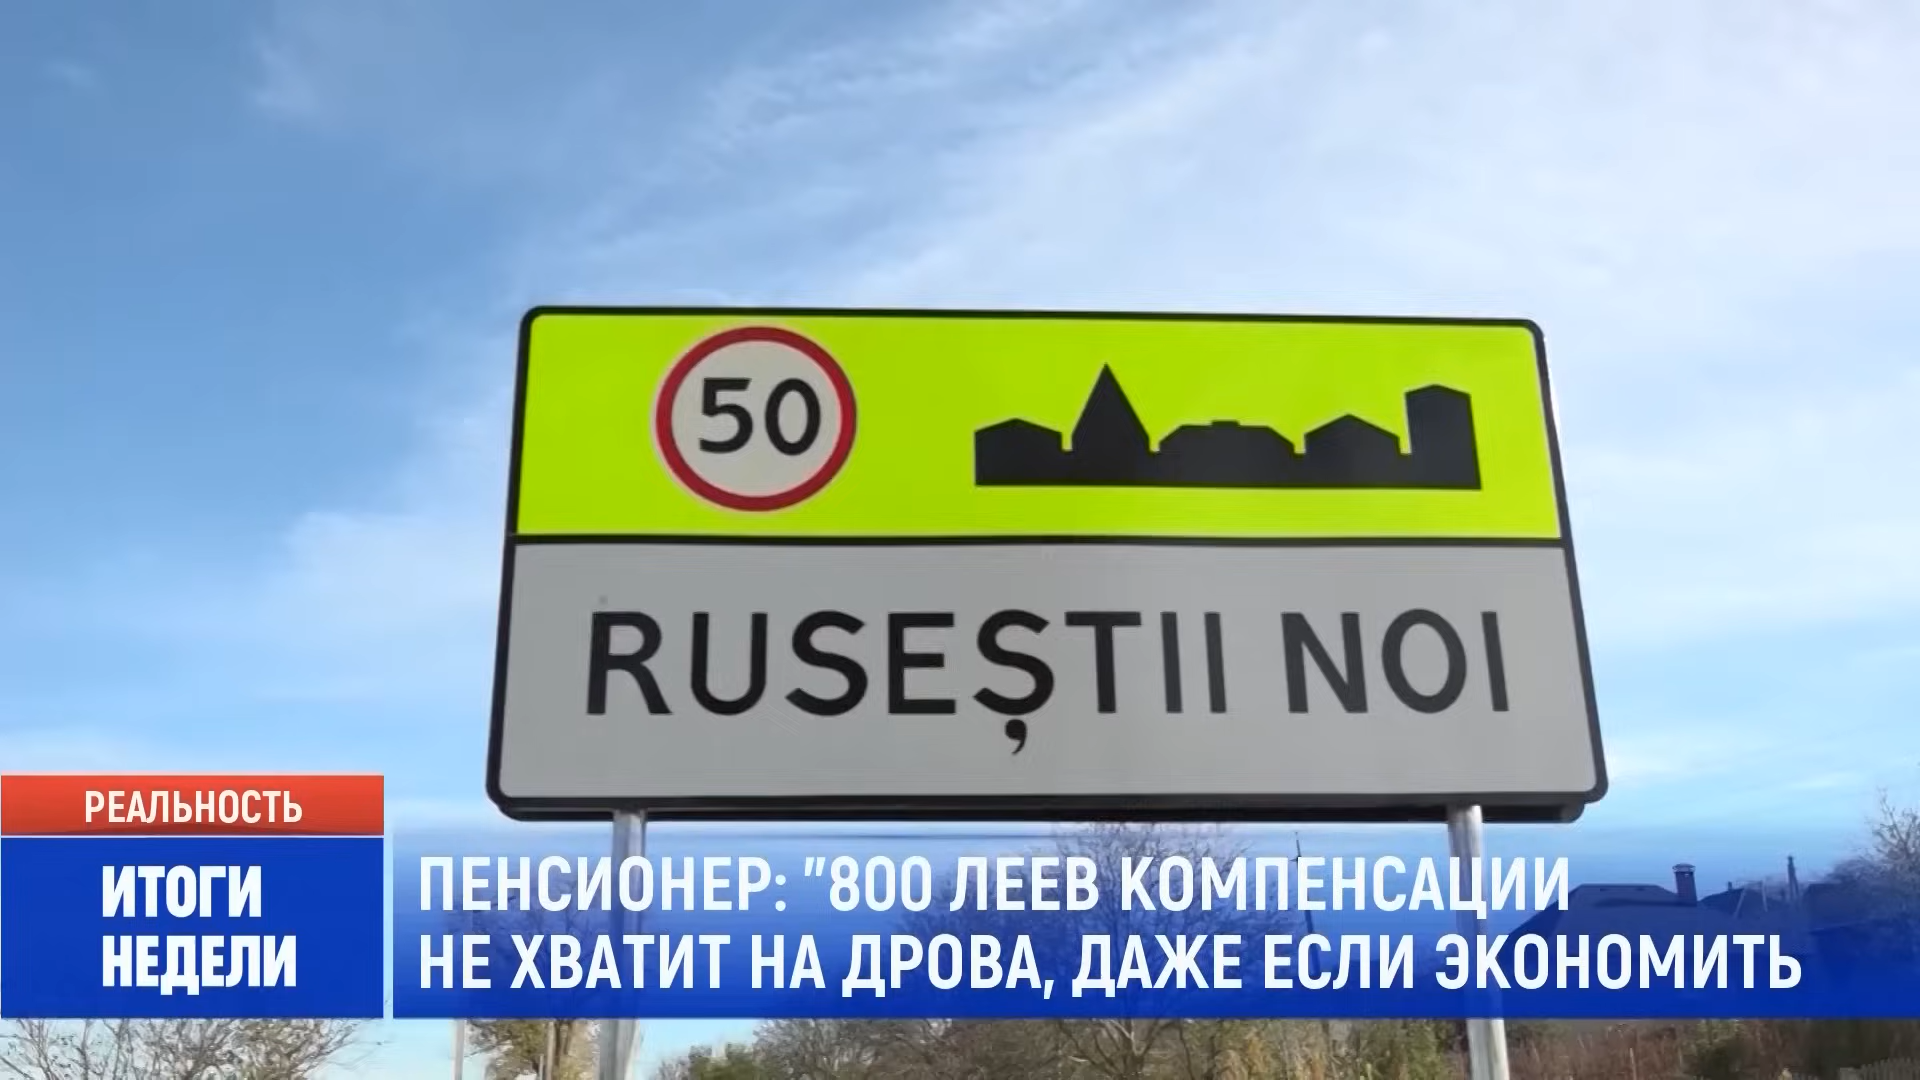 50
RUSEȘTII NOI
РЕАЛЬНОСТЬ
ИТОГИ
НЕДЕЛИ
ПЕНСИОНЕР: "800 ЛЕЕВ КОМПЕНСАЦИИ
НЕ ХВАТИТ НА ДРОВА, ДАЖЕ ЕСЛИ ЭКОНОМИТЬ